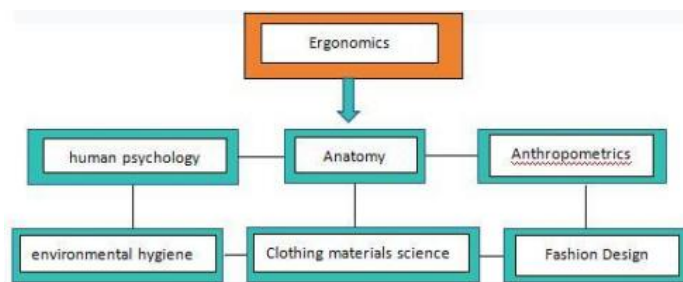 Ergonomics
human psychology
Anatomy
Anthropometrics
environmental hygiene
Clothing materials science
Fashion Design